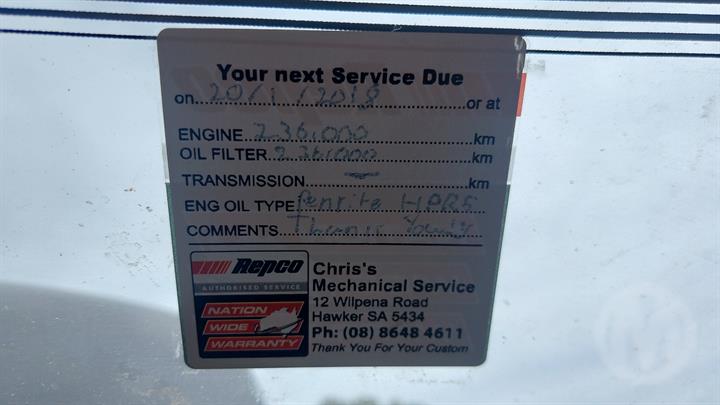 Your next Service Due
on 20/1/2018 or at
ENGINE 236,000 km
OIL FILTER 236,000 km
TRANSMISSION km
ENG OIL TYPE Penrite HPR5
COMMENTS
Repco
AUTHORISED SERVICE
NATION
WIDE
WARRANTY
Chris's
Mechanical Service
12 Wilpena Road
Hawker SA 5434
Ph: (08) 8648 4611
Thank You For Your Custom